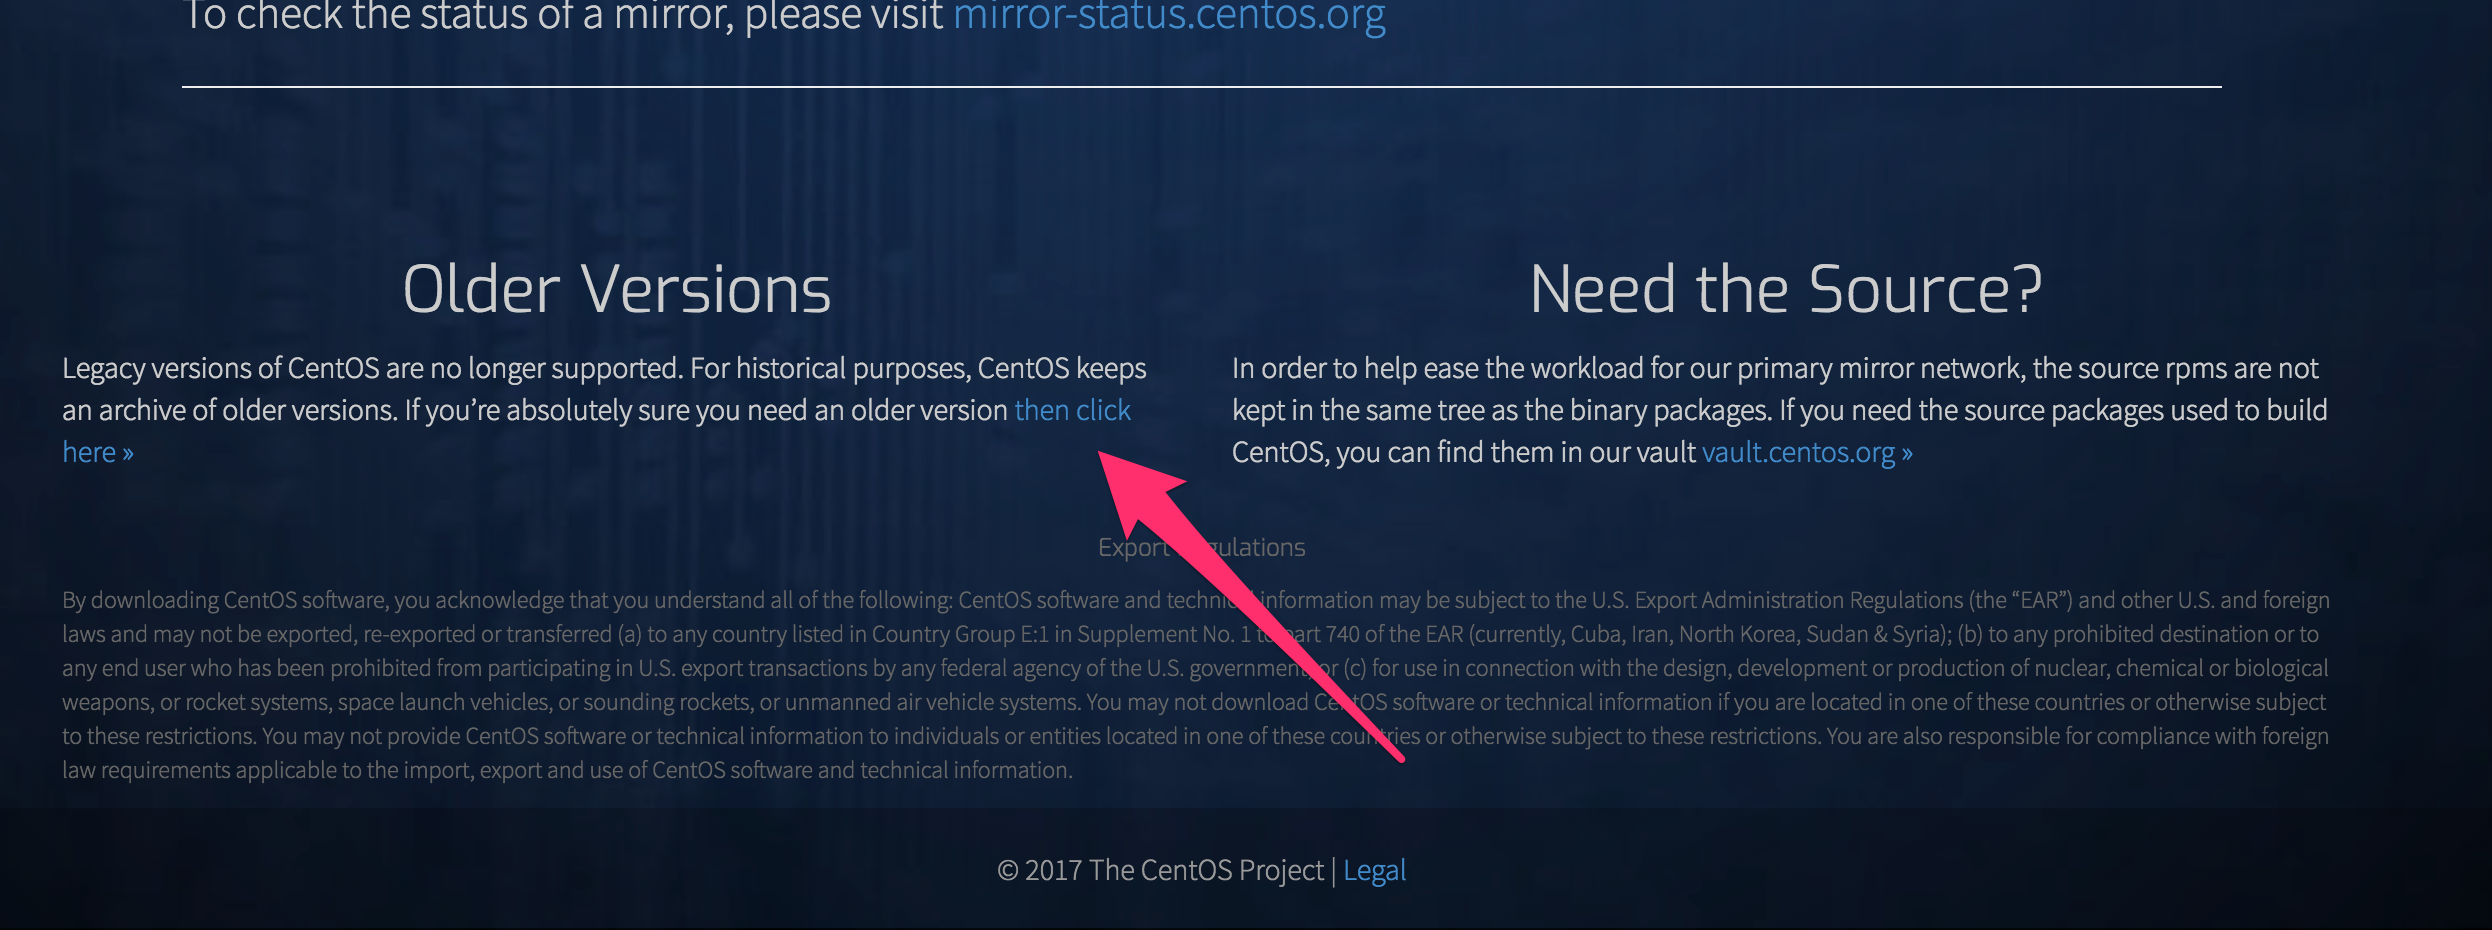 To check the status of a mirror, please visit mirror-status.centos.org
Older Versions
Legacy versions of CentOS are no longer supported. For historical purposes, CentOS keeps
an archive of older versions. If you’re absolutely sure you need an older version then click
here »
Need the Source?
In order to help ease the workload for our primary mirror network, the source rpms are not
kept in the same tree as the binary packages. If you need the source packages used to build
CentOS, you can find them in our vault vault.centos.org »
Export Regulations
By downloading CentOS software, you acknowledge that you understand all of the following: CentOS software and technical information may be subject to the U.S. Export Administration Regulations (the “EAR”) and other U.S. and foreign
laws and may not be exported, re-exported or transferred (a) to any country listed in Country Group E:1 in Supplement No. 1 to part 740 of the EAR (currently, Cuba, Iran, North Korea, Sudan & Syria); (b) to any prohibited destination or to
any end user who has been prohibited from participating in U.S. export transactions by any federal agency of the U.S. government; or (c) for use in connection with the design, development or production of nuclear, chemical or biological
weapons, or rocket systems, space launch vehicles, or sounding rockets, or unmanned air vehicle systems. You may not download CentOS software or technical information if you are located in one of these countries or otherwise subject
to these restrictions. You may not provide CentOS software or technical information to individuals or entities located in one of these countries or otherwise subject to these restrictions. You are also responsible for compliance with foreign
law requirements applicable to the import, export and use of CentOS software and technical information.
© 2017 The CentOS Project | Legal